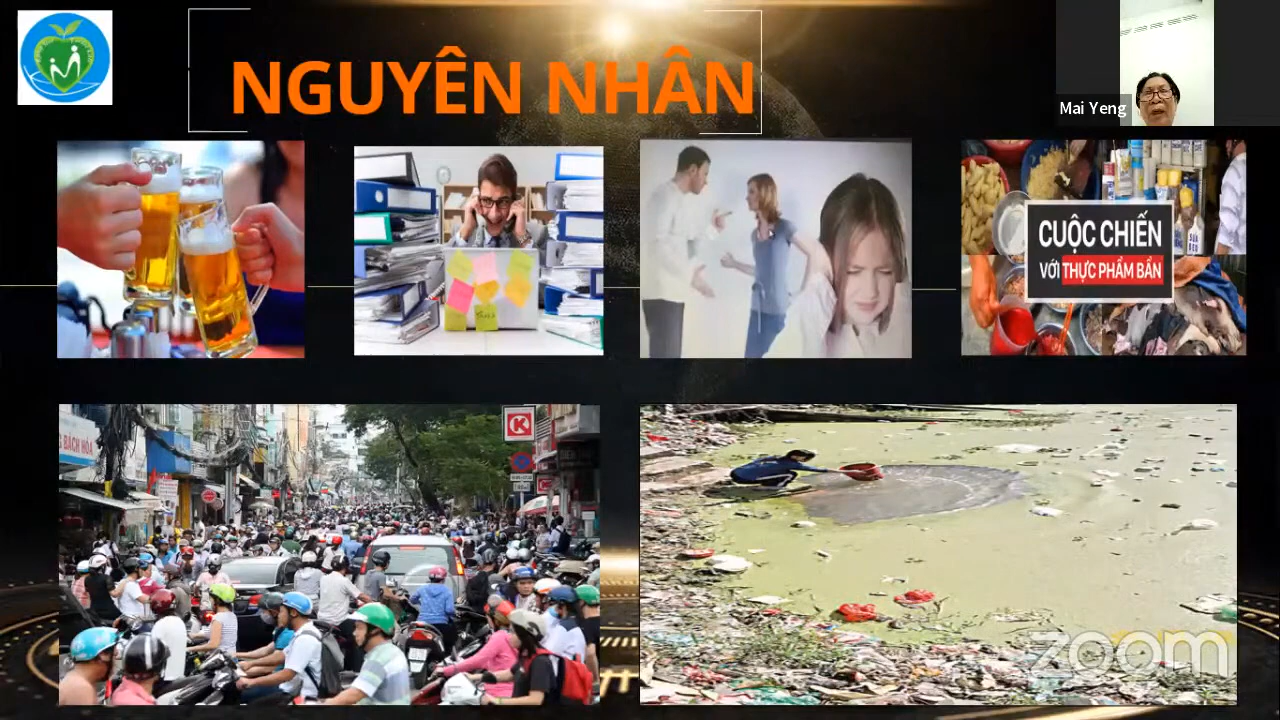 NGUYÊN NHÂN
Mai Yeng
CUỘC CHIẾN
VỚI THỰC PHẨM BẨN
BÁCH HÓA
K
zoom